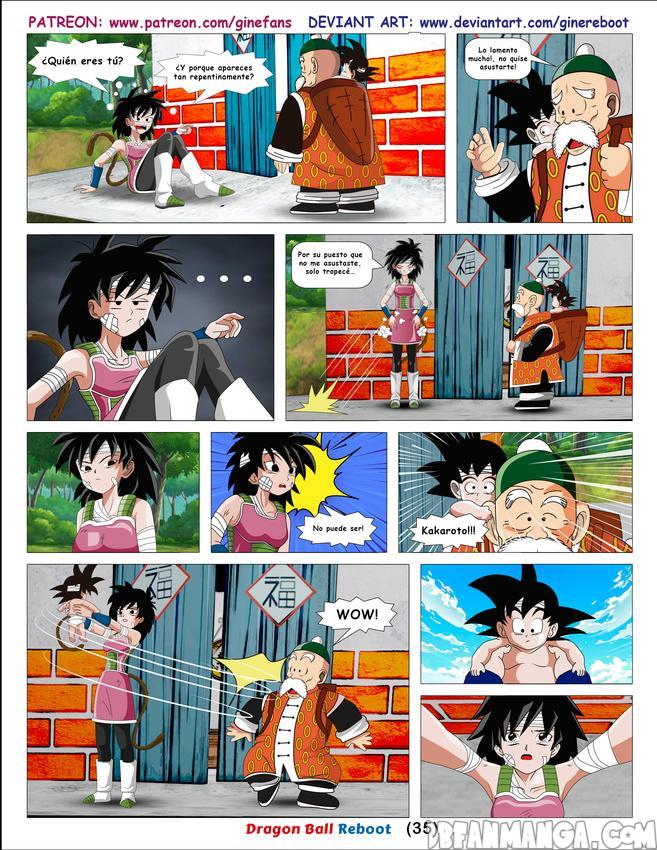 PATREON: www.patreon.com/ginefans DEVIANT ART: www.deviantart.com/ginereboot
¿Quién eres tú?
¿Y porque apareces
tan repentinamente?
Lo lamento
mucho!, no quise
asustarte!
...
Por su puesto que
no me asustaste,
solo tropecé...
福
福
No puede ser!
Kakaroto!!!
福
福
WOW!
Dragon Ball Reboot (35)
DBFANMANGA.COM